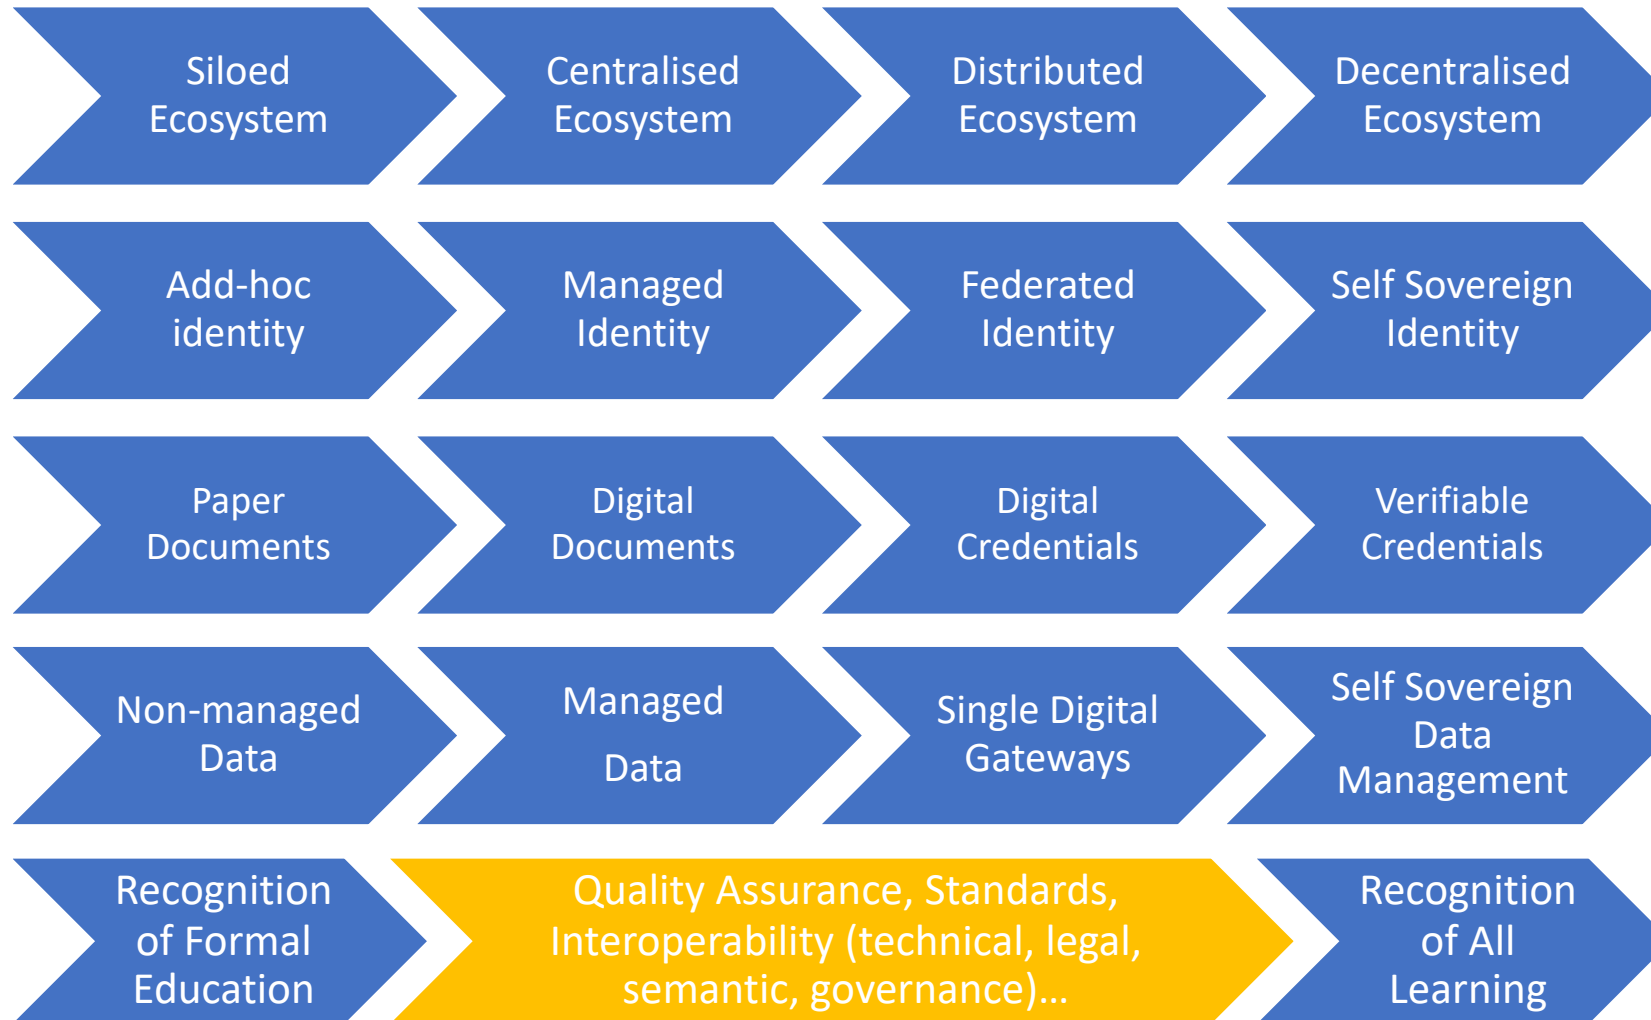 Siloed
Ecosystem
Centralised
Ecosystem
Distributed
Ecosystem
Decentralised
Ecosystem
Add-hoc
identity
Managed
Identity
Federated
Identity
Self Sovereign
Identity
Paper
Documents
Digital
Documents
Digital
Credentials
Verifiable
Credentials
Non-managed
Data
Managed
Data
Single Digital
Gateways
Self Sovereign
Data
Management
Recognition
of Formal
Education
Quality Assurance, Standards,
Interoperability (technical, legal,
semantic, governance)...
Recognition
of All
Learning